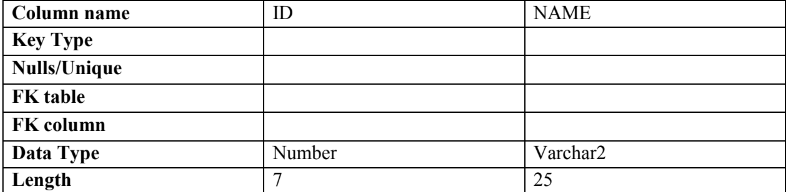 Column name ID NAME
Key Type
Nulls/Unique
FK table
FK column
Data Type Number Varchar2
Length 7 25